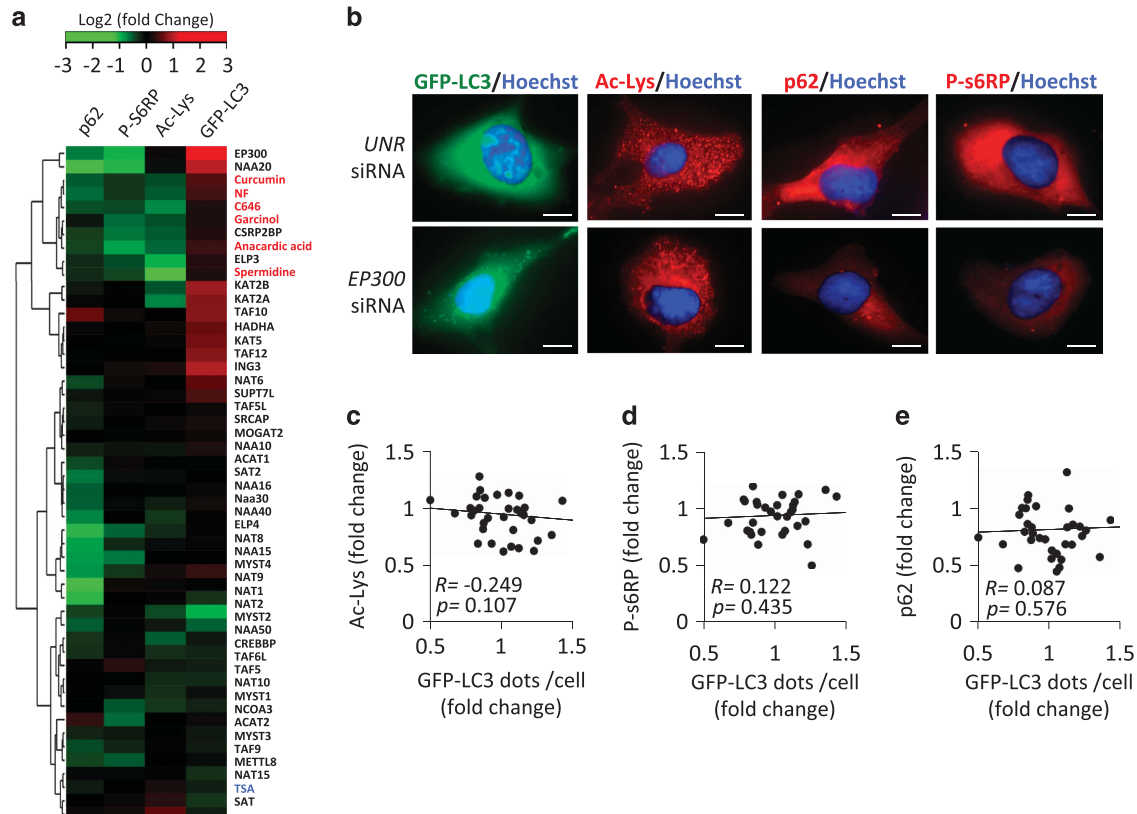 a
Log2 (fold Change)
-3 -2 -1 0 1 2 3
p62 P-S6RP Ac-Lys GFP-LC3
EP300
NAA20
Curcumin
NF
C646
Garcinol
CSRP2BP
Anacardic acid
ELP3
Spermidine
KAT2B
KAT2A
TAF10
HADHA
KAT5
TAF12
ING3
NAT6
SUPT7L
TAF5L
SRCAP
MOGAT2
NAA10
ACAT1
SAT2
NAA16
Naa30
NAA40
ELP4
NAT8
NAA15
MYST4
NAT9
NAT1
NAT2
MYST2
NAA50
CREBBP
TAF6L
TAF5
NAT10
MYST1
NCOA3
ACAT2
MYST3
TAF9
METTL8
NAT15
TSA
SAT
b
GFP-LC3/Hoechst Ac-Lys/Hoechst p62/Hoechst P-s6RP/Hoechst
UNR
siRNA
EP300
siRNA
c
Ac-Lys (fold change)
1.5
1
0.5
0
R= -0.249
p= 0.107
0.5 1 1.5
GFP-LC3 dots /cell
(fold change)
d
P-s6RP (fold change)
1.5
1
0.5
0
R= 0.122
p= 0.435
0.5 1 1.5
GFP-LC3 dots /cell
(fold change)
e
p62 (fold change)
1.5
1
0.5
0
R= 0.087
p= 0.576
0.5 1 1.5
GFP-LC3 dots /cell
(fold change)